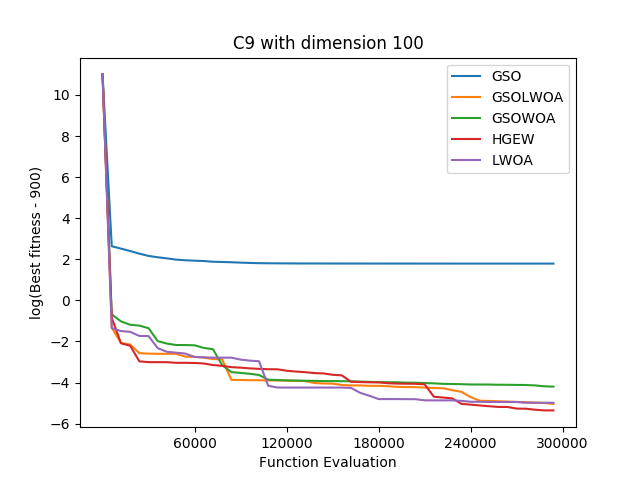 C9 with dimension 100
log(Best fitness - 900)
10
8
6
4
2
0
−2
−4
−6
GSO
GSOLWOA
GSOWOA
HGEW
LWOA
60000 120000 180000 240000 300000
Function Evaluation